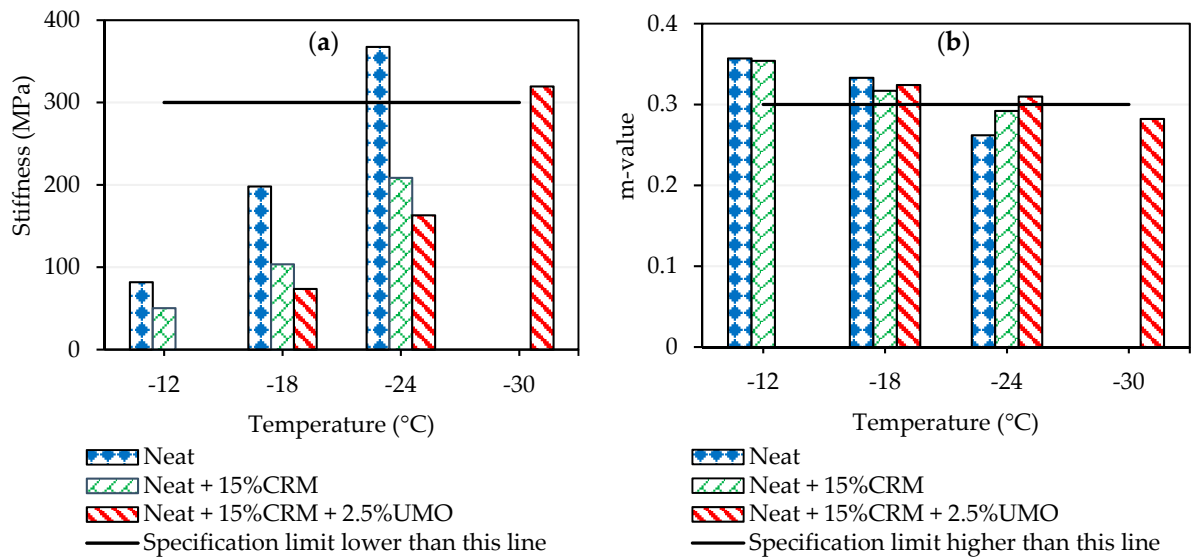 (a)
400
300
200
100
0
Stiffness (MPa)
-12 -18 -24 -30
Temperature (°C)
Neat
Neat + 15%CRM
Neat + 15%CRM + 2.5%UMO
Specification limit lower than this line
(b)
0.4
0.3
0.2
0.1
0
m-value
-12 -18 -24 -30
Temperature (°C)
Neat
Neat + 15%CRM
Neat + 15%CRM + 2.5%UMO
Specification limit higher than this line